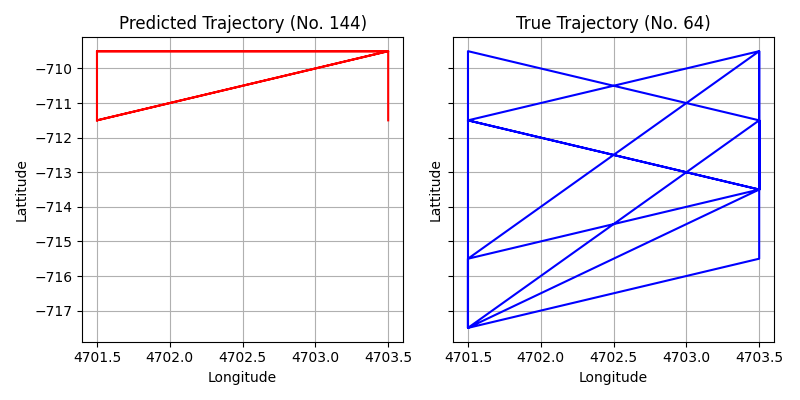 Predicted Trajectory (No. 144)
True Trajectory (No. 64)
Lattitude
−710
−711
−712
−713
−714
−715
−716
−717
4701.5 4702.0 4702.5 4703.0 4703.5
Longitude
Lattitude
4701.5 4702.0 4702.5 4703.0 4703.5
Longitude